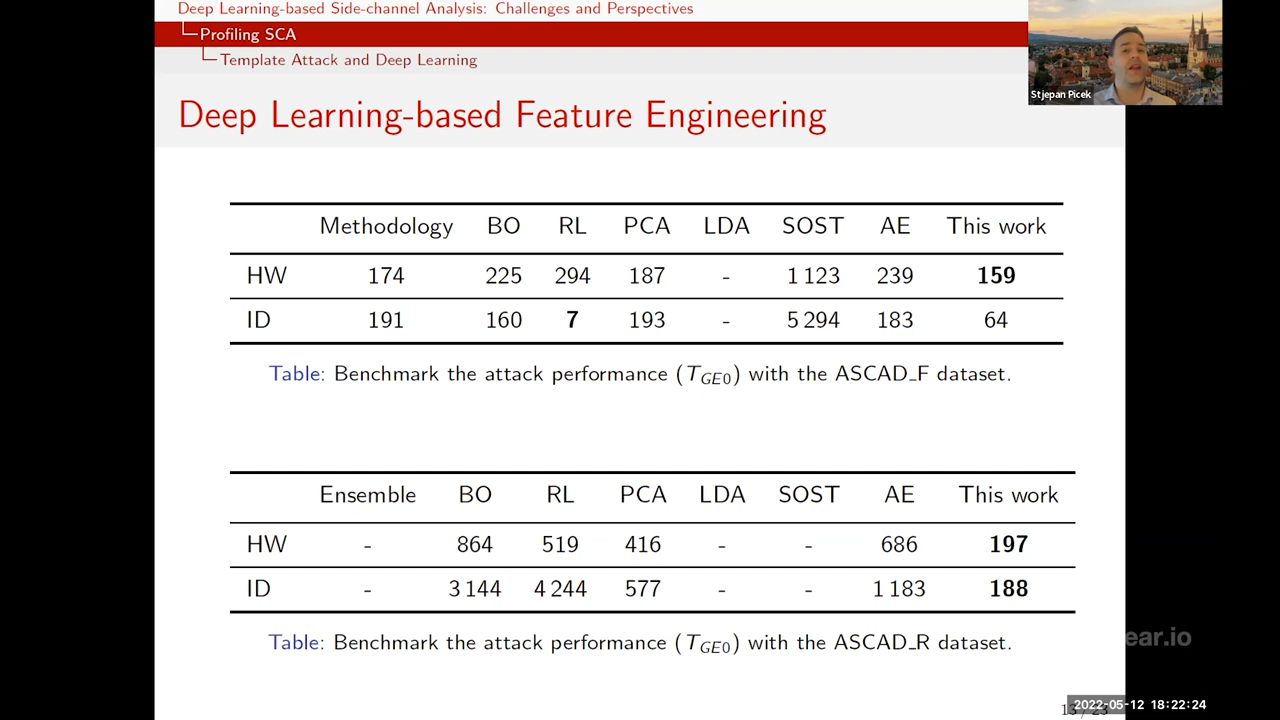 Deep Learning-based Side-channel Analysis: Challenges and Perspectives
Profiling SCA
Template Attack and Deep Learning
Stjepan Picek
Deep Learning-based Feature Engineering
Methodology BO RL PCA LDA SOST AE This work
HW 174 225 294 187 - 1 123 239 159
ID 191 160 7 193 - 5 294 183 64
Table: Benchmark the attack performance (TGE0) with the ASCAD_F dataset.
Ensemble BO RL PCA LDA SOST AE This work
HW - 864 519 416 - - 686 197
ID - 3 144 4 244 577 - - 1 183 188
Table: Benchmark the attack performance (TGE0) with the ASCAD_R dataset.
ear.io
2022-05-12 18:22:24